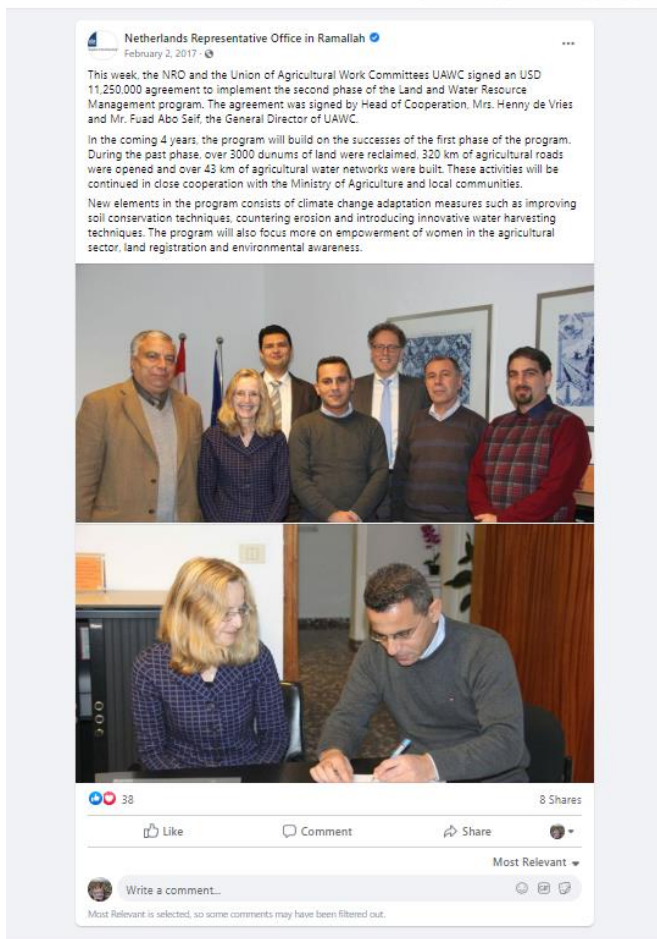 Netherlands Representative Office in Ramallah
February 2, 2017 ·
This week, the NRO and the Union of Agricultural Work Committees UAWC signed an USD
11,250,000 agreement to implement the second phase of the Land and Water Resource
Management program. The agreement was signed by Head of Cooperation, Mrs. Henny de Vries
and Mr. Fuad Abo Seif, the General Director of UAWC.
In the coming 4 years, the program will build on the successes of the first phase of the program.
During the past phase, over 3000 dunums of land were reclaimed, 320 km of agricultural roads
were opened and over 43 km of agricultural water networks were built. These activities will be
continued in close cooperation with the Ministry of Agriculture and local communities.
New elements in the program consists of climate change adaptation measures such as improving
soil conservation techniques, countering erosion and introducing innovative water harvesting
techniques. The program will also focus more on empowerment of women in the agricultural
sector, land registration and environmental awareness.
38
8 Shares
Like
Comment
Share
Most Relevant
Write a comment...
GIF
Most Relevant is selected, so some comments may have been filtered out.